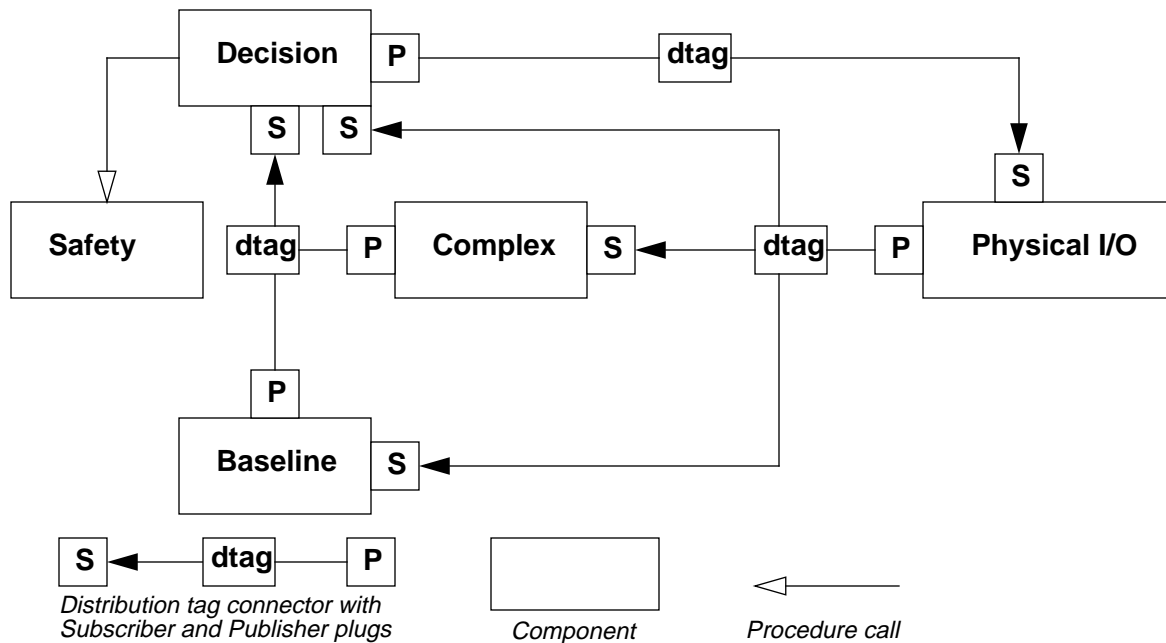 Decision
P
dtag
S
S
S
Safety
dtag
P
Complex
S
dtag
P
Physical I/O
P
Baseline
S
S
dtag
P
Distribution tag connector with
Subscriber and Publisher plugs
Component
Procedure call